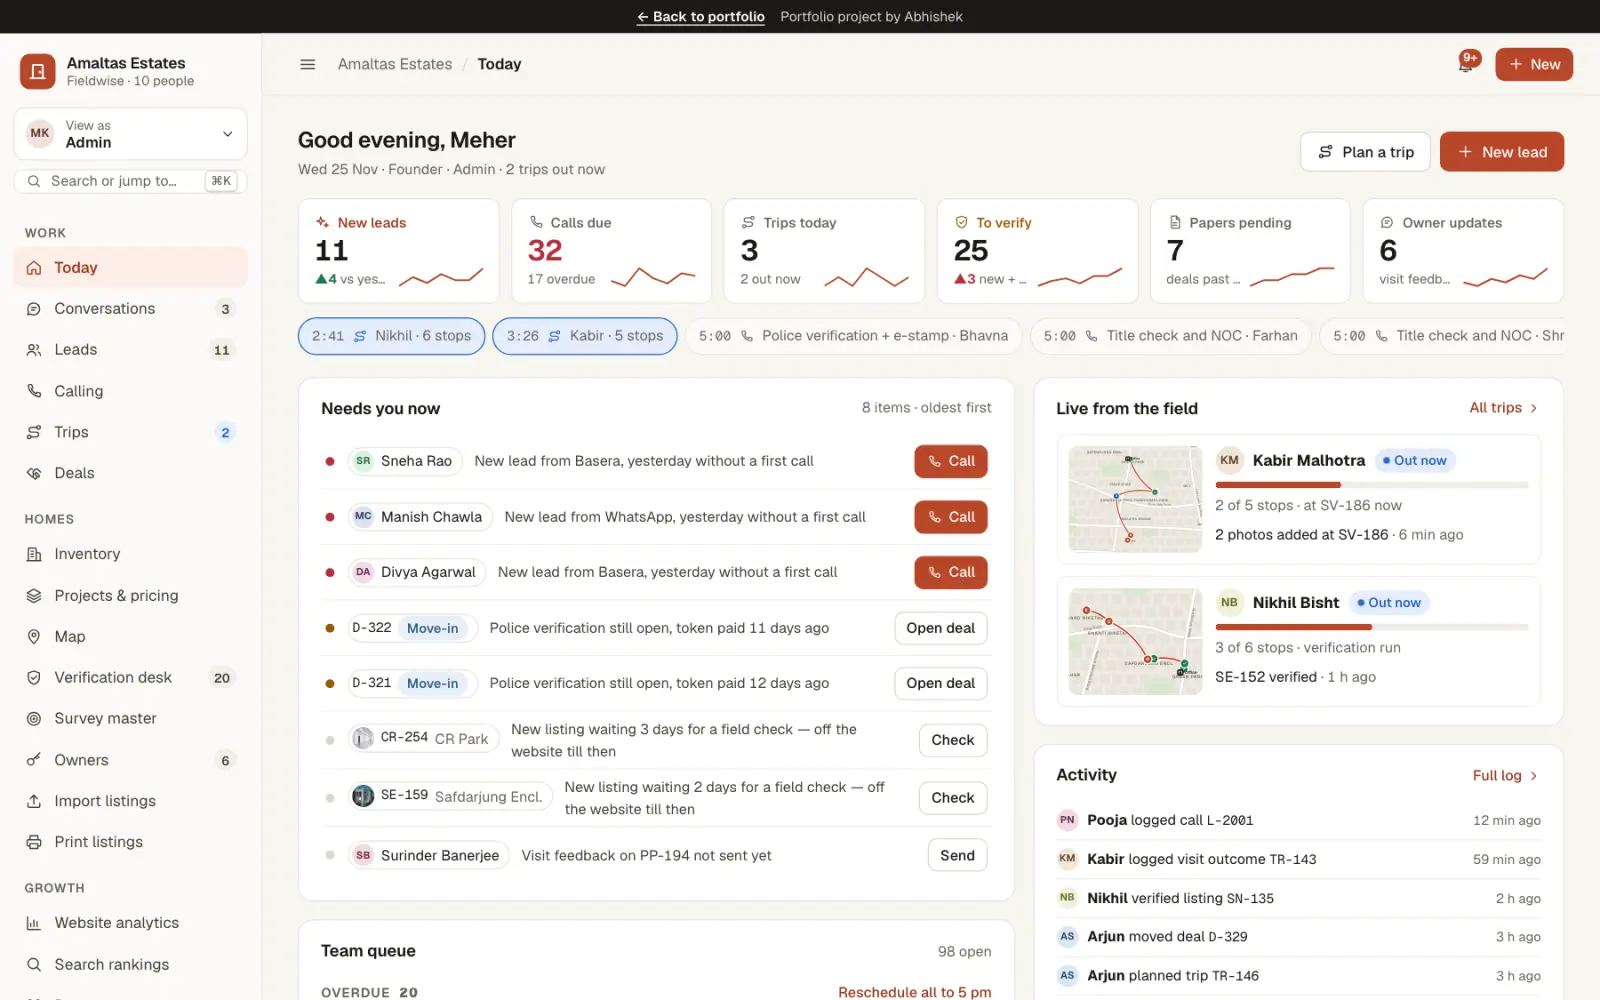 ← Back to portfolio Portfolio project by Abhishek
Amaltas Estates
Fieldwise · 10 people
MK
View as
Admin
Search or jump to...
⌘K
WORK
Today
Conversations 3
Leads 11
Calling
Trips 2
Deals
HOMES
Inventory
Projects & pricing
Map
Verification desk 20
Survey master
Owners 6
Import listings
Print listings
GROWTH
Website analytics
Search rankings
Amaltas Estates / Today
9+
+ New
Good evening, Meher
Wed 25 Nov · Founder · Admin · 2 trips out now
Plan a trip
+ New lead
New leads
11
▲4 vs yes...
Calls due
32
17 overdue
Trips today
3
2 out now
To verify
25
▲3 new + ...
Papers pending
7
deals past ...
Owner updates
6
visit feedb...
2:41 Nikhil · 6 stops
3:26 Kabir · 5 stops
5:00 Police verification + e-stamp · Bhavna
5:00 Title check and NOC · Farhan
5:00 Title check and NOC · Shr
Needs you now
8 items · oldest first
SR Sneha Rao New lead from Basera, yesterday without a first call Call
MC Manish Chawla New lead from WhatsApp, yesterday without a first call Call
DA Divya Agarwal New lead from Basera, yesterday without a first call Call
D-322 Move-in Police verification still open, token paid 11 days ago Open deal
D-321 Move-in Police verification still open, token paid 12 days ago Open deal
CR-254 CR Park New listing waiting 3 days for a field check — off the
website till then
Check
SE-159 Safdarjung Encl. New listing waiting 2 days for a field check — off
the website till then
Check
SB Surinder Banerjee Visit feedback on PP-194 not sent yet Send
Team queue
98 open
OVERDUE 20
Reschedule all to 5 pm
Live from the field
All trips >
KM Kabir Malhotra Out now
2 of 5 stops · at SV-186 now
2 photos added at SV-186 · 6 min ago
NB Nikhil Bisht Out now
3 of 6 stops · verification run
SE-152 verified · 1 h ago
Activity
Full log >
PN Pooja logged call L-2001 12 min ago
KM Kabir logged visit outcome TR-143 59 min ago
NB Nikhil verified listing SN-135 2 h ago
AS Arjun moved deal D-329 3 h ago
AS Arjun planned trip TR-146 3 h ago